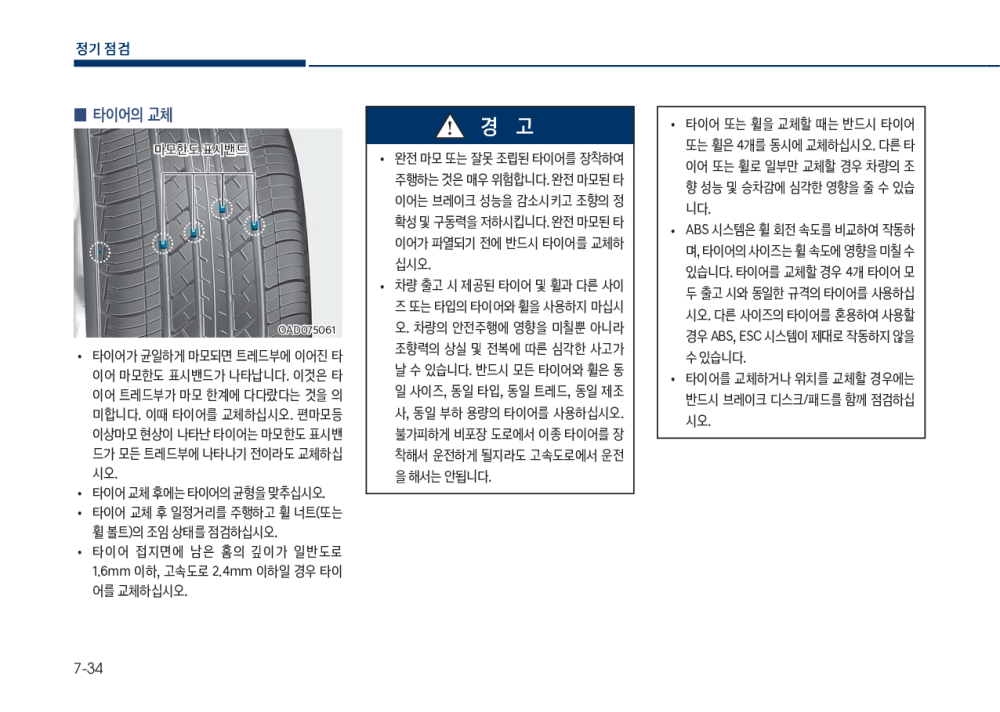 정기 점검
■ 타이어의 교체
마모한도 표시밴드
OAD075061
• 타이어가 균일하게 마모되면 트레드부에 이어진 타
이어 마모한도 표시밴드가 나타납니다. 이것은 타
이어 트레드부가 마모 한계에 다다랐다는 것을 의
미합니다. 이때 타이어를 교체하십시오. 편마모등
이상마모 현상이 나타난 타이어는 마모한도 표시밴
드가 모든 트레드부에 나타나기 전이라도 교체하십
시오.
• 타이어 교체 후에는 타이어의 균형을 맞추십시오.
• 타이어 교체 후 일정거리를 주행하고 휠 너트(또는
휠 볼트)의 조임 상태를 점검하십시오.
• 타이어 접지면에 남은 홈의 깊이가 일반도로
1.6mm 이하, 고속도로 2.4mm 이하일 경우 타이
어를 교체하십시오.
경 고
• 완전 마모 또는 잘못 조립된 타이어를 장착하여
주행하는 것은 매우 위험합니다. 완전 마모된 타
이어는 브레이크 성능을 감소시키고 조향의 정
확성 및 구동력을 저하시킵니다. 완전 마모된 타
이어가 파열되기 전에 반드시 타이어를 교체하
십시오.
• 차량 출고 시 제공된 타이어 및 휠과 다른 사이
즈 또는 타입의 타이어와 휠을 사용하지 마십시
오. 차량의 안전주행에 영향을 미칠뿐 아니라
조향력의 상실 및 전복에 따른 심각한 사고가
날 수 있습니다. 반드시 모든 타이어와 휠은 동
일 사이즈, 동일 타입, 동일 트레드, 동일 제조
사, 동일 부하 용량의 타이어를 사용하십시오.
불가피하게 비포장 도로에서 이종 타이어를 장
착해서 운전하게 될지라도 고속도로에서 운전
을 해서는 안됩니다.
• 타이어 또는 휠을 교체할 때는 반드시 타이어
또는 휠은 4개를 동시에 교체하십시오. 다른 타
이어 또는 휠로 일부만 교체할 경우 차량의 조
향 성능 및 승차감에 심각한 영향을 줄 수 있습
니다.
• ABS 시스템은 휠 회전 속도를 비교하여 작동하
며, 타이어의 사이즈는 휠 속도에 영향을 미칠 수
있습니다. 타이어를 교체할 경우 4개 타이어 모
두 출고 시와 동일한 규격의 타이어를 사용하십
시오. 다른 사이즈의 타이어를 혼용하여 사용할
경우 ABS, ESC 시스템이 제대로 작동하지 않을
수 있습니다.
• 타이어를 교체하거나 위치를 교체할 경우에는
반드시 브레이크 디스크/패드를 함께 점검하십
시오.
7-34